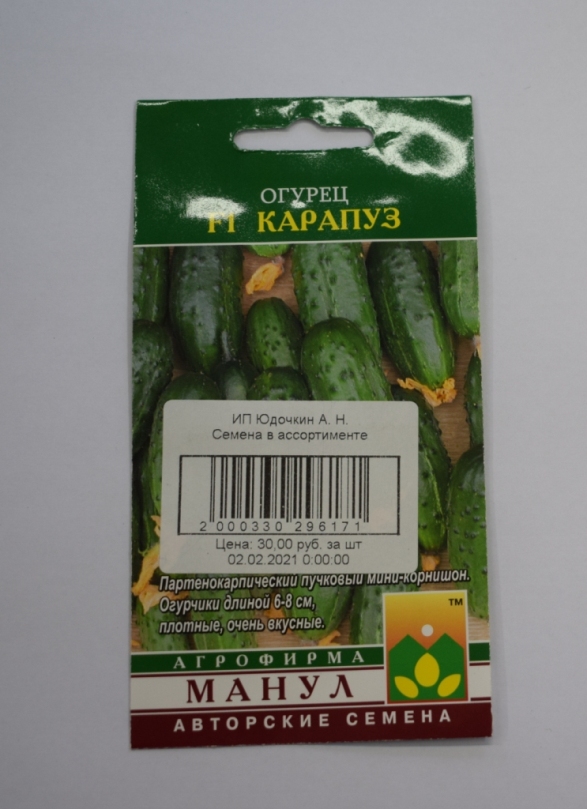 ОГУРЕЦ
F1 КАРАПУЗ
ИП Юдочкин А. Н.
Семена в ассортименте
2 000330 296171
Цена: 30,00 руб. за шт
02.02.2021 0:00:00
Партенокарпический пучковый мини-корнишон.
Огурчики длиной 6-8 см,
плотные, очень вкусные.
TM
АГРОФИРМА
МАНУЛ
АВТОРСКИЕ СЕМЕНА